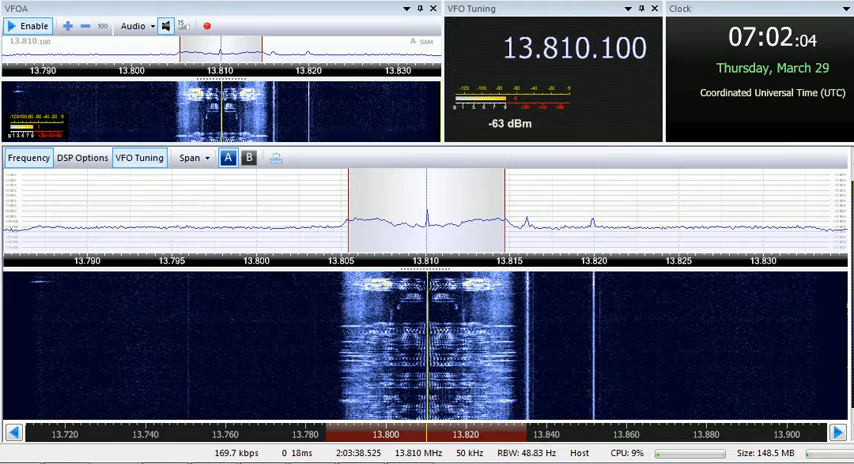 VFOA
Enable 100 Audio
13.810.100 A SAM
13.790 13.800 13.810 13.820 13.830
VFO Tuning
13.810.100
-63 dBm
Clock
07:02:04
Thursday, March 29
Coordinated Universal Time (UTC)
Frequency DSP Options VFO Tuning Span A B
13.790 13.795 13.800 13.805 13.810 13.815 13.820 13.825 13.830
13.720 13.740 13.760 13.780 13.800 13.820 13.840 13.860 13.880 13.900
169.7 kbps 0 18ms 2:03:38.525 13.810 MHz 50 kHz RBW: 48.83 Hz Host CPU: 9% Size: 148.5 MB